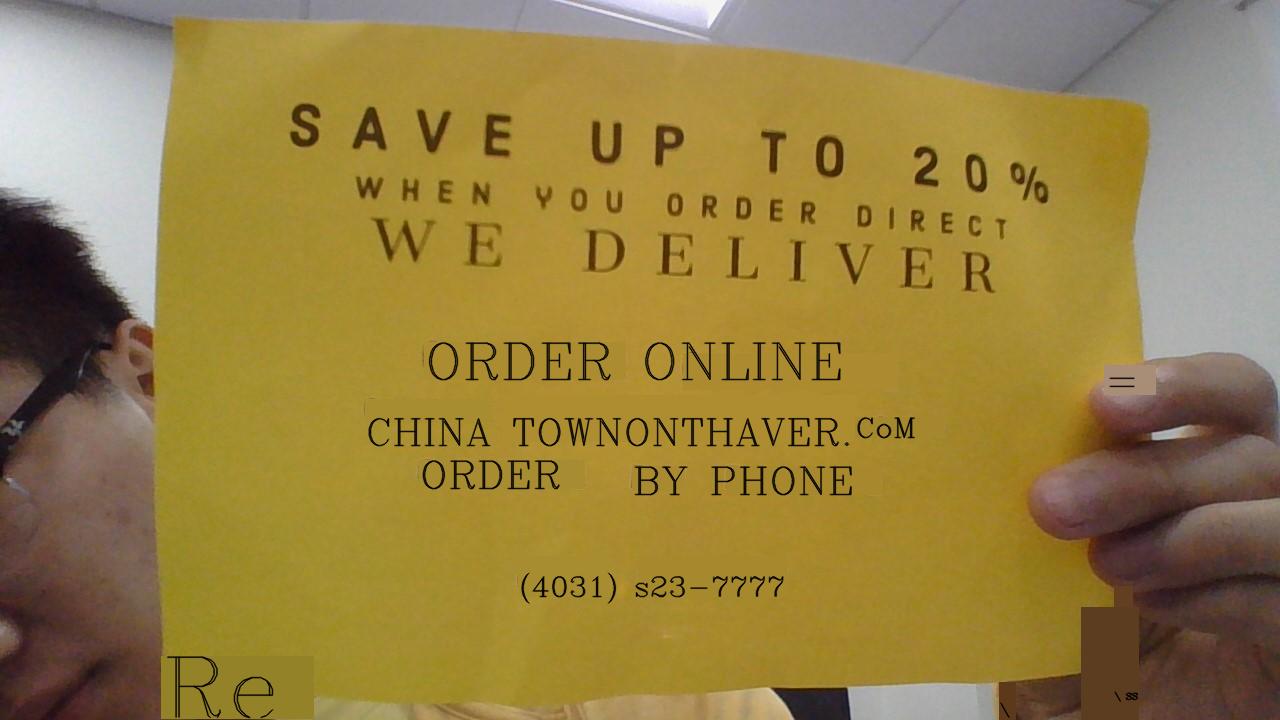 SAVE UP TO 20%
WHEN YOU ORDER DIRECT
WE DELIVER
ORDER ONLINE
CHINA TOWNONTHAVER.CoM
ORDER BY PHONE
(4031) s23-7777
Re
\ ss